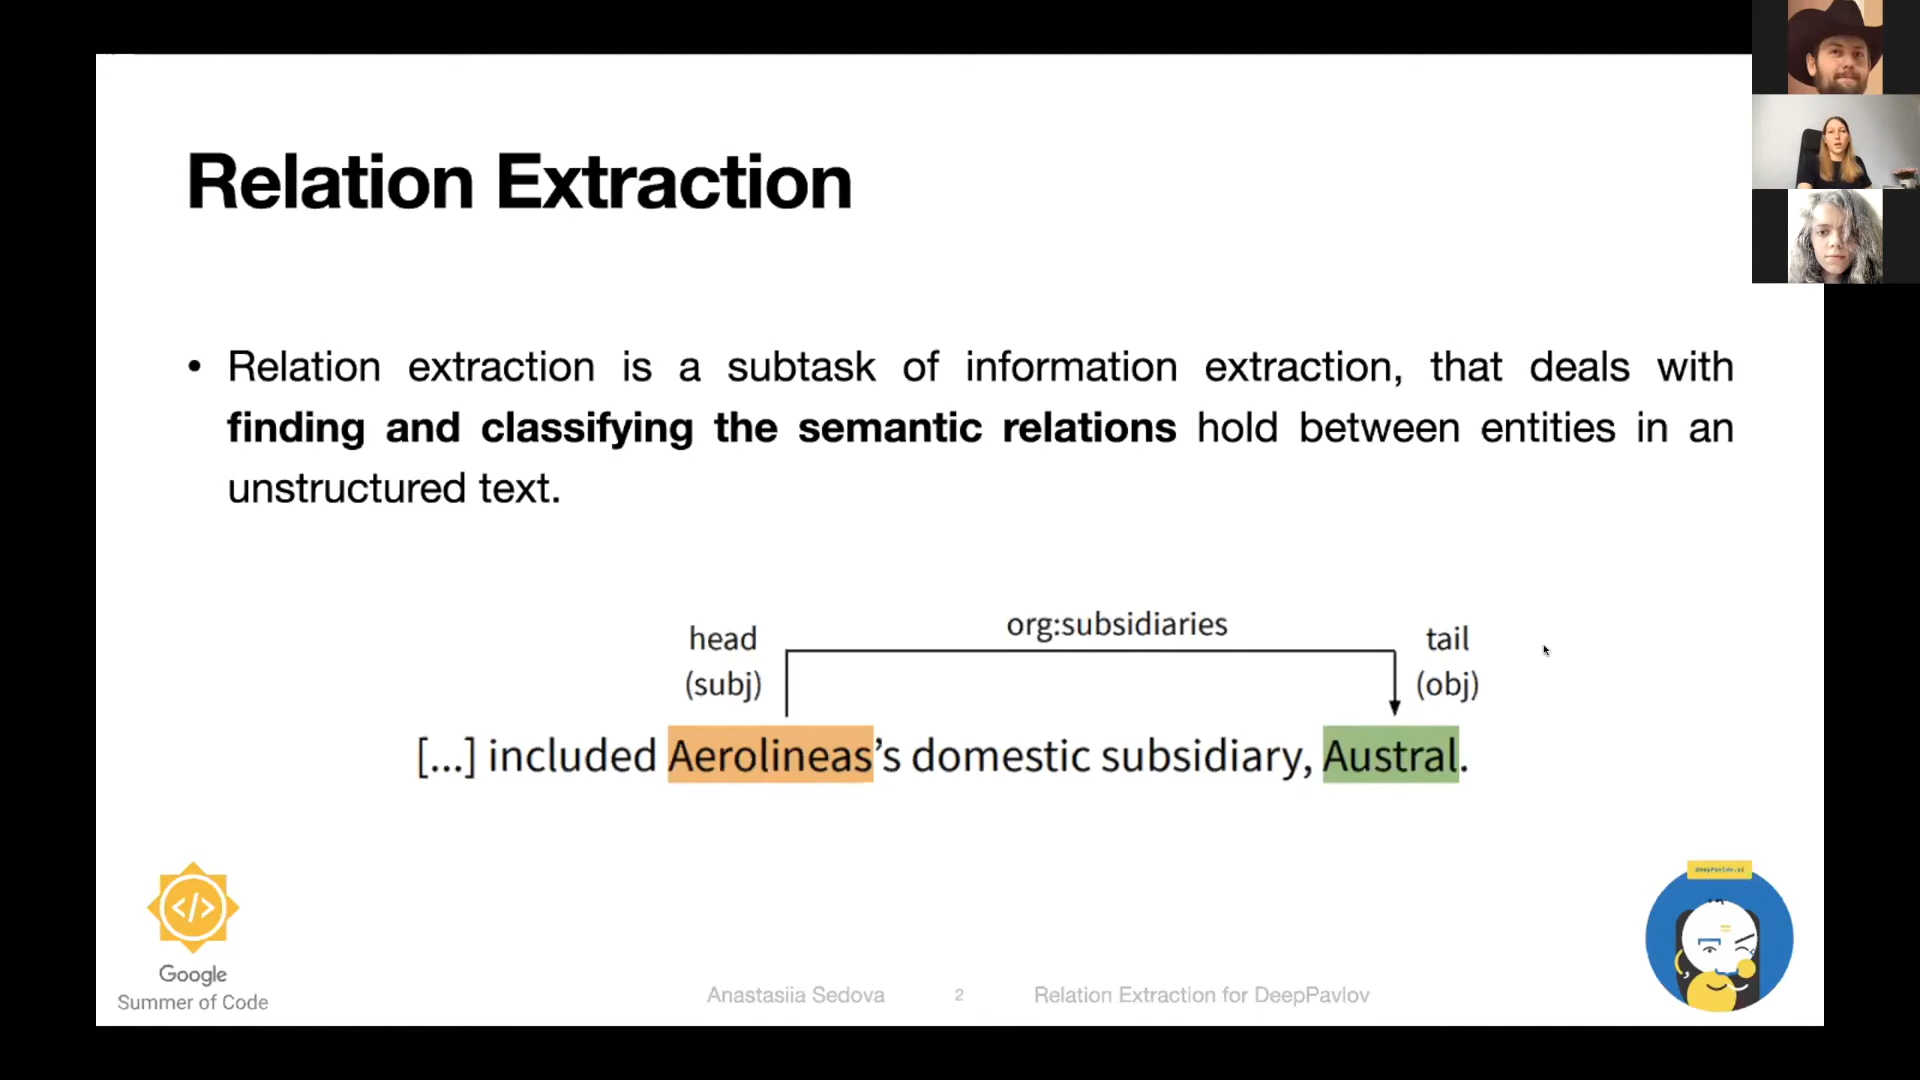 Relation Extraction
• Relation extraction is a subtask of information extraction, that deals with
finding and classifying the semantic relations hold between entities in an
unstructured text.
org:subsidiaries
head
(subj)
tail
(obj)
[...] included Aerolineas’s domestic subsidiary, Austral.
DeepPavlov.ai
</>
Google
Summer of Code
Anastasiia Sedova
2
Relation Extraction for DeepPavlov